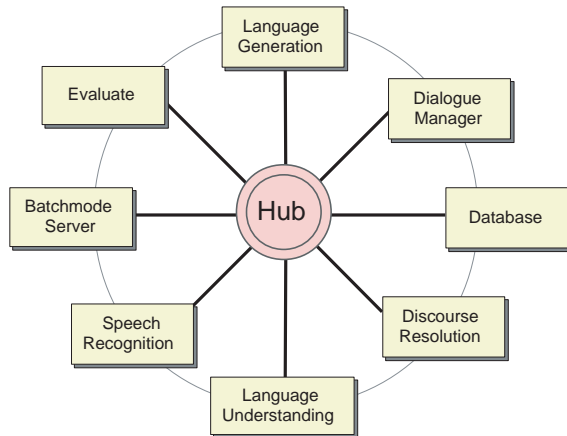 Language
Generation
Evaluate
Dialogue
Manager
Batchmode
Server
Hub
Database
Speech
Recognition
Discourse
Resolution
Language
Understanding